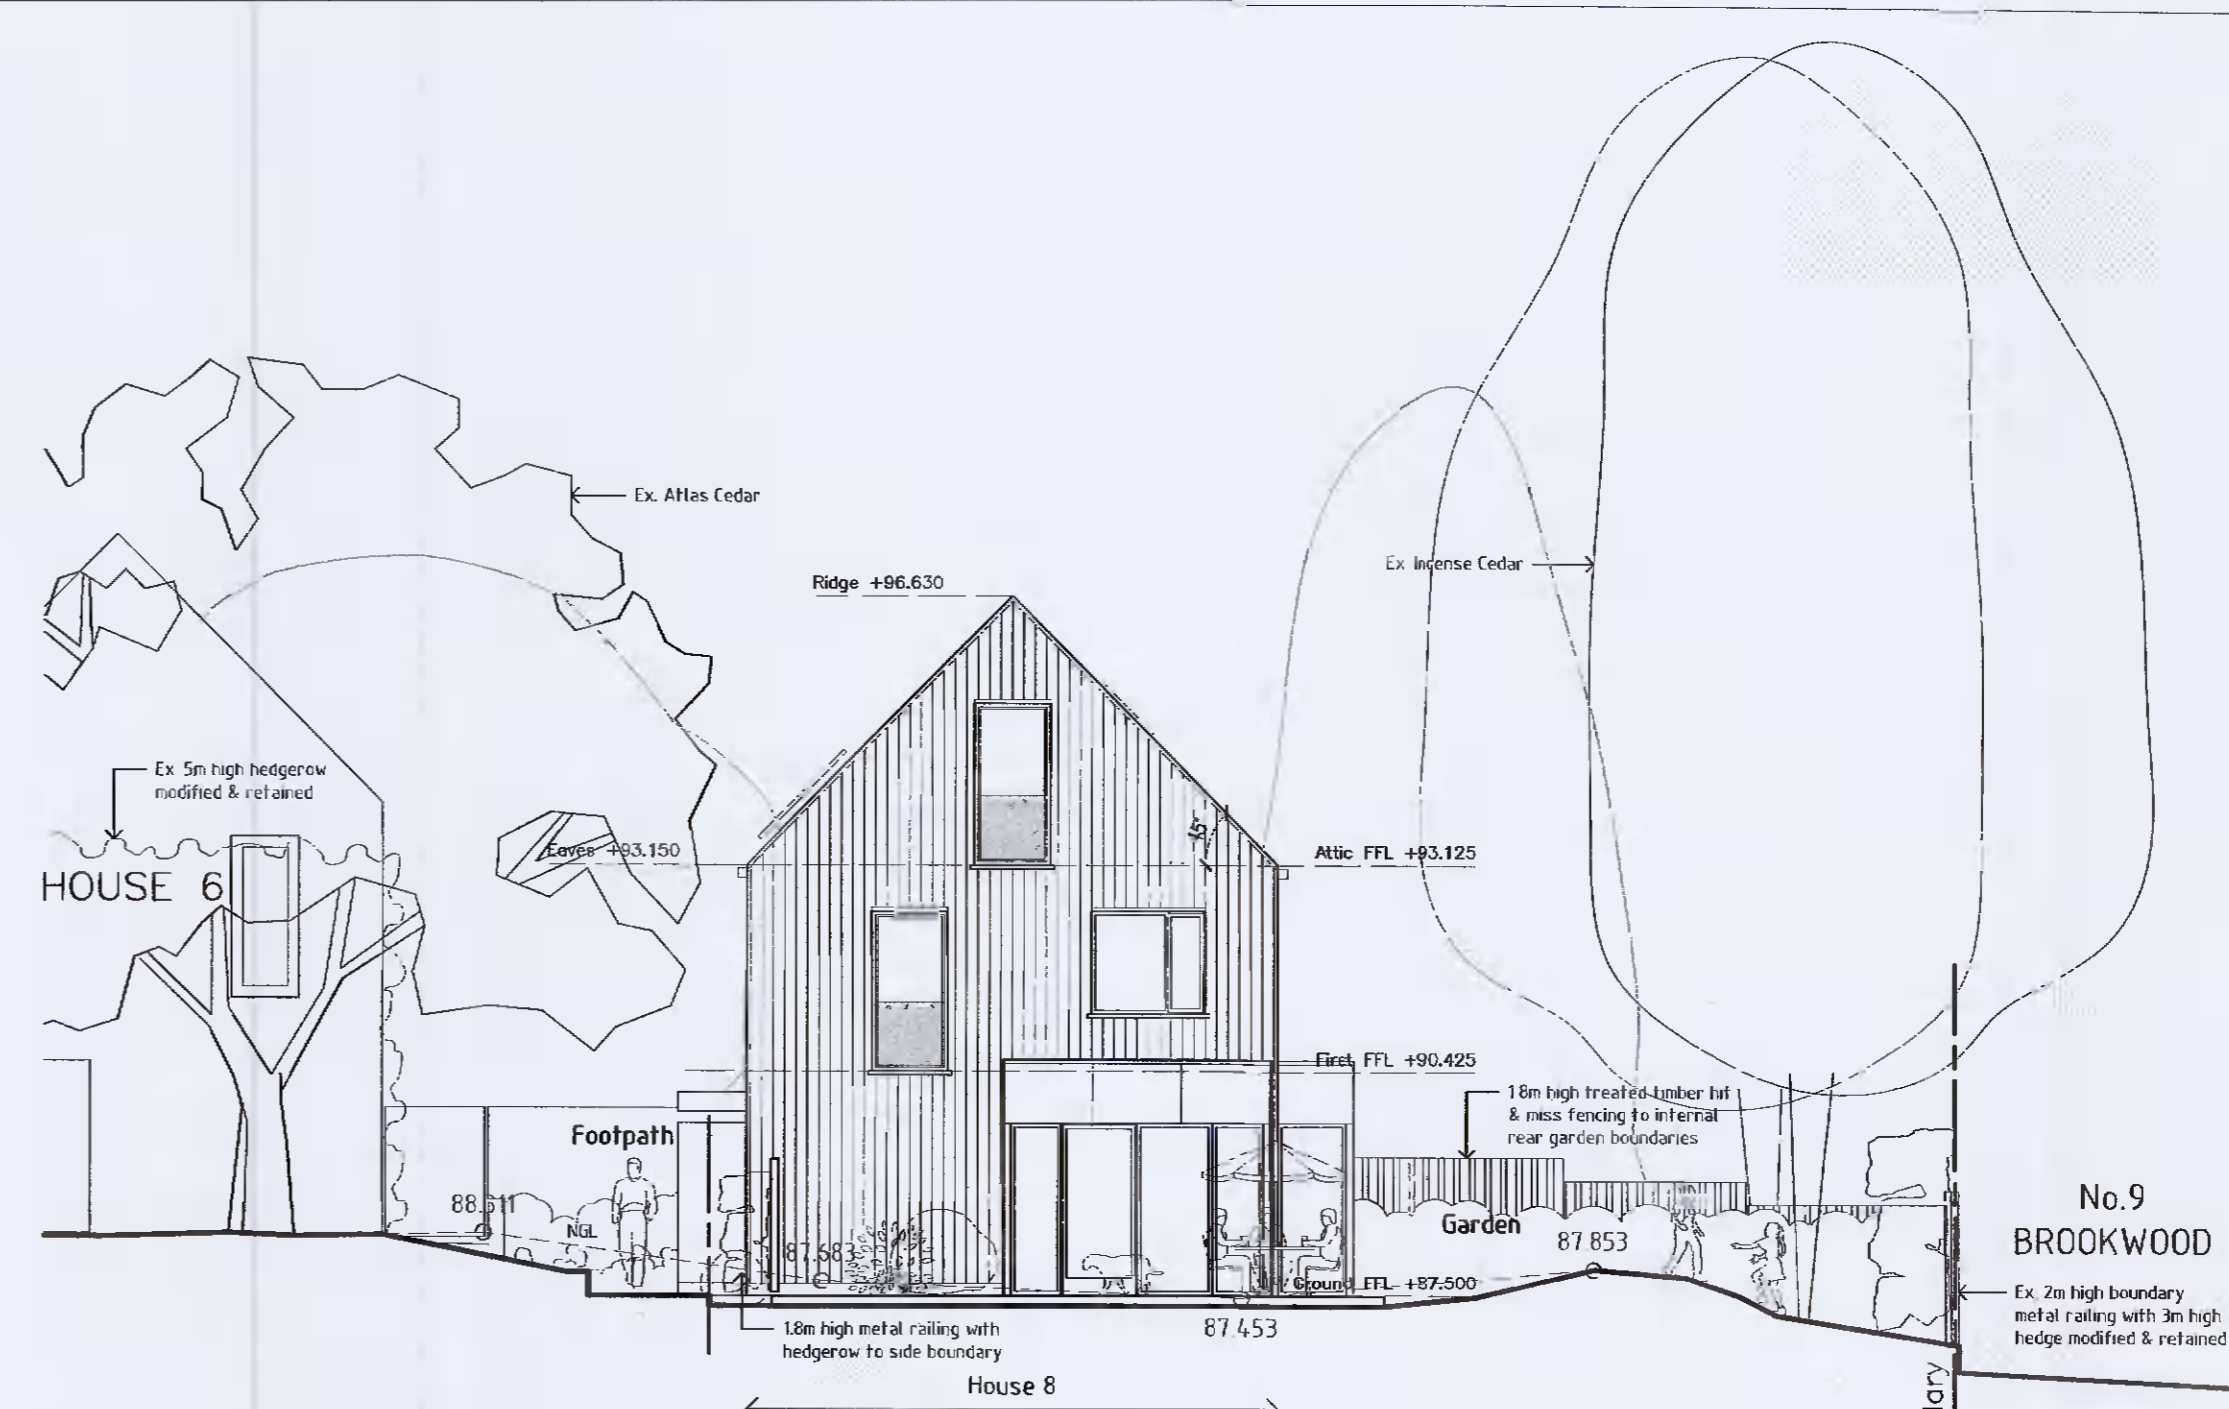 Ex. Atlas Cedar
Ex Incense Cedar
Ridge +96.630
Ex 5m high hedgerow
modified & retained
Eaves +93.150
45°
Attic FFL +93.125
HOUSE 6
First FFL +90.425
1.8m high treated timber hit
& miss fencing to internal
rear garden boundaries
Footpath
88.511
NGL
87.683
Garden
87.853
No.9
BROOKWOOD
Ground FFL +87.500
Ex. 2m high boundary
metal railing with 3m high
hedge modified & retained
1.8m high metal railing with
hedgerow to side boundary
87.453
House 8